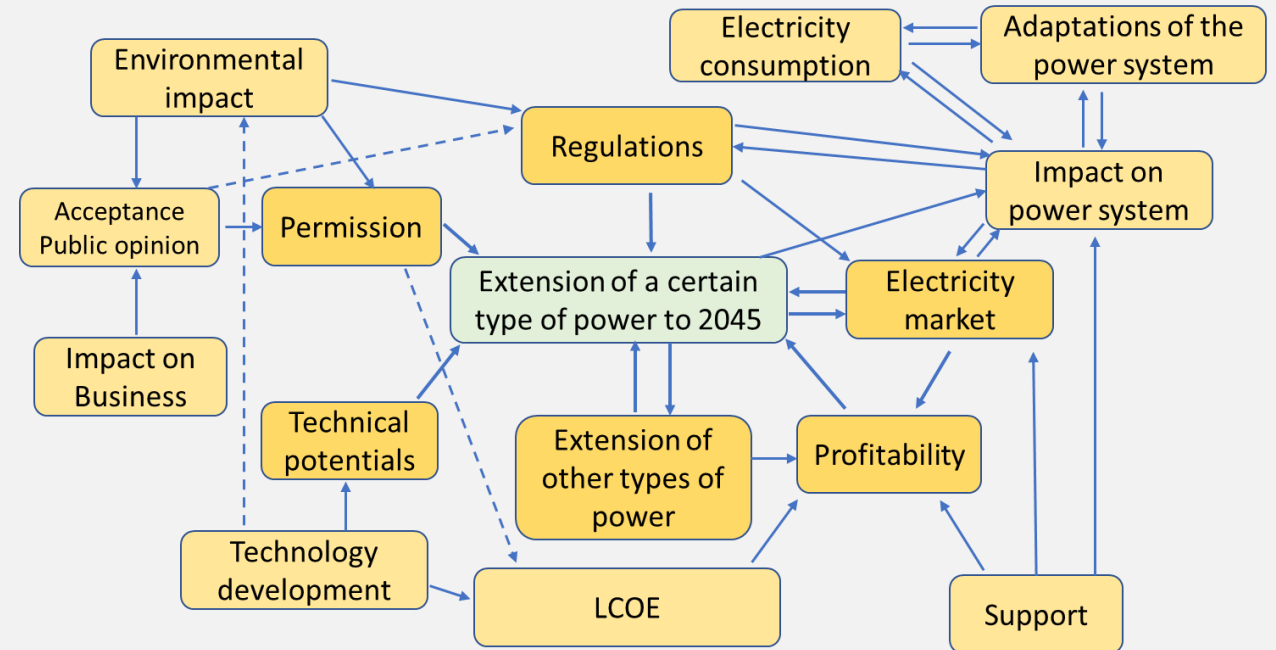 Electricity
consumption
Adaptations of the
power system
Environmental
impact
Regulations
Impact on
power system
Acceptance
Public opinion
Permission
Extension of a certain
type of power to 2045
Electricity
market
Impact on
Business
Technical
potentials
Extension of
other types of
power
Profitability
Technology
development
LCOE
Support